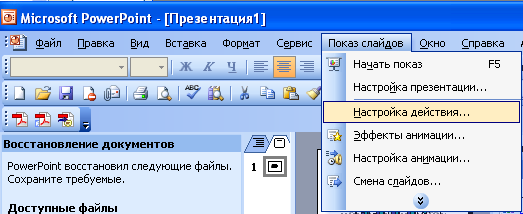 Microsoft PowerPoint - [Презентация1]
Файл Правка Вид Вставка Формат Сервис Показ слайдов Окно Справка
Ж К Ч S
Начать показ F5
Настройка презентации...
Настройка действия...
Эффекты анимации...
Настройка анимации...
Смена слайдов...
Восстановление документов
PowerPoint восстановил следующие файлы.
Сохраните требуемые.
Доступные файлы
1